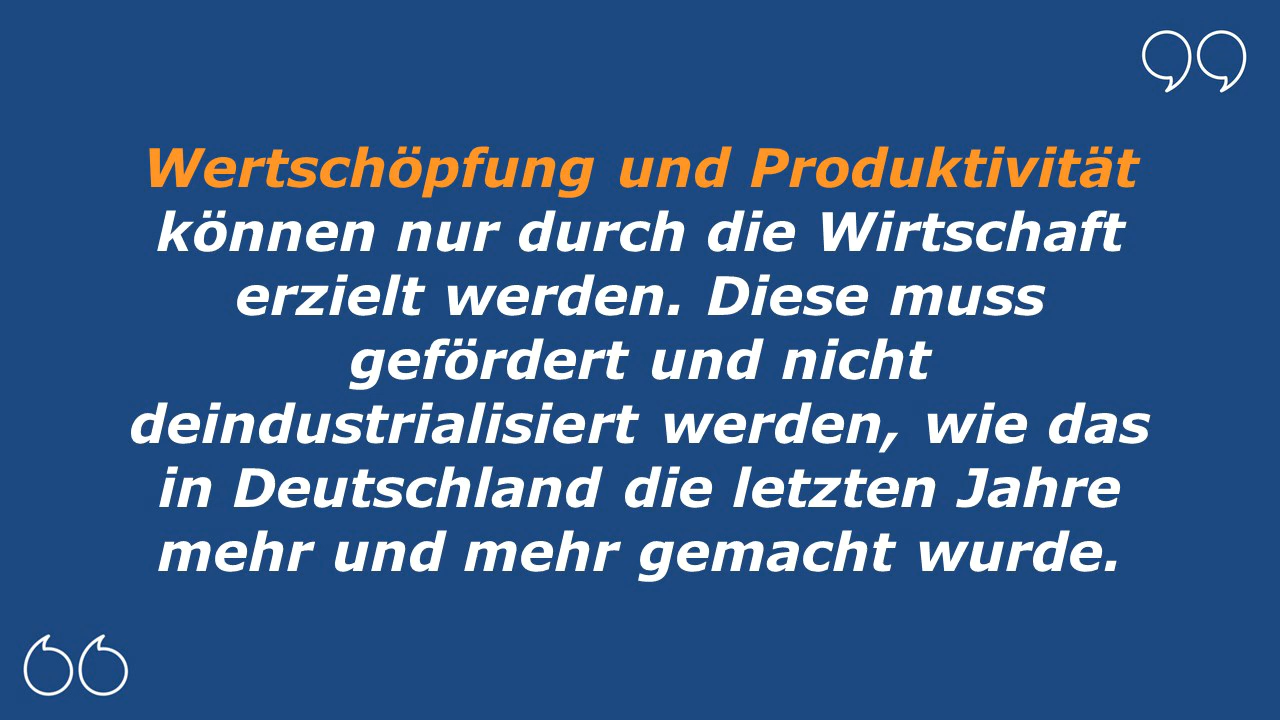 Wertschöpfung und Produktivität
können nur durch die Wirtschaft
erzielt werden. Diese muss
gefördert und nicht
deindustrialisiert werden, wie das
in Deutschland die letzten Jahre
mehr und mehr gemacht wurde.